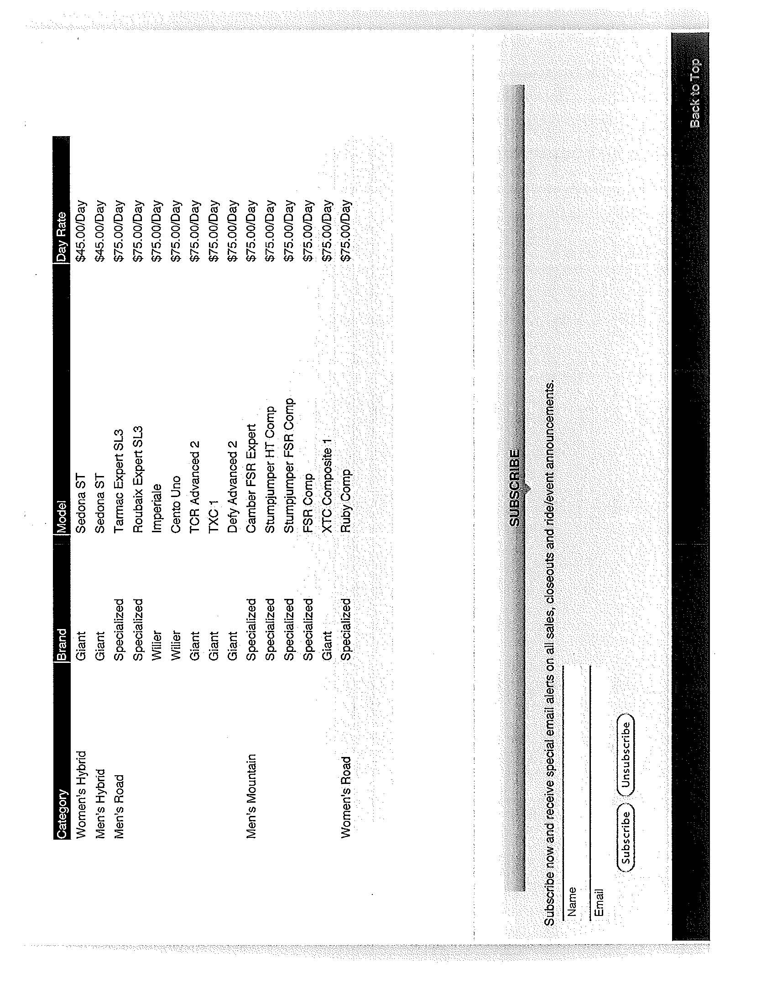 Category Brand Model Day Rate
Women's Hybrid Giant Sedona ST $45.00/Day
Men's Hybrid Giant Sedona ST $45.00/Day
Men's Road Specialized Tarmac Expert SL3 $75.00/Day
Specialized Roubaix Expert SL3 $75.00/Day
Wilier Imperiale $75.00/Day
Wilier Cento Uno $75.00/Day
Giant TCR Advanced 2 $75.00/Day
Giant TXC 1 $75.00/Day
Giant Defy Advanced 2 $75.00/Day
Men's Mountain Specialized Camber FSR Expert $75.00/Day
Specialized Stumpjumper HT Comp $75.00/Day
Specialized Stumpjumper FSR Comp $75.00/Day
Specialized FSR Comp $75.00/Day
Giant XTC Composite 1 $75.00/Day
Women's Road Specialized Ruby Comp $75.00/Day
SUBSCRIBE
Subscribe now and receive special email alerts on all sales, closeouts and ride/event announcements.
Name
Email
Subscribe Unsubscribe
Back to Top